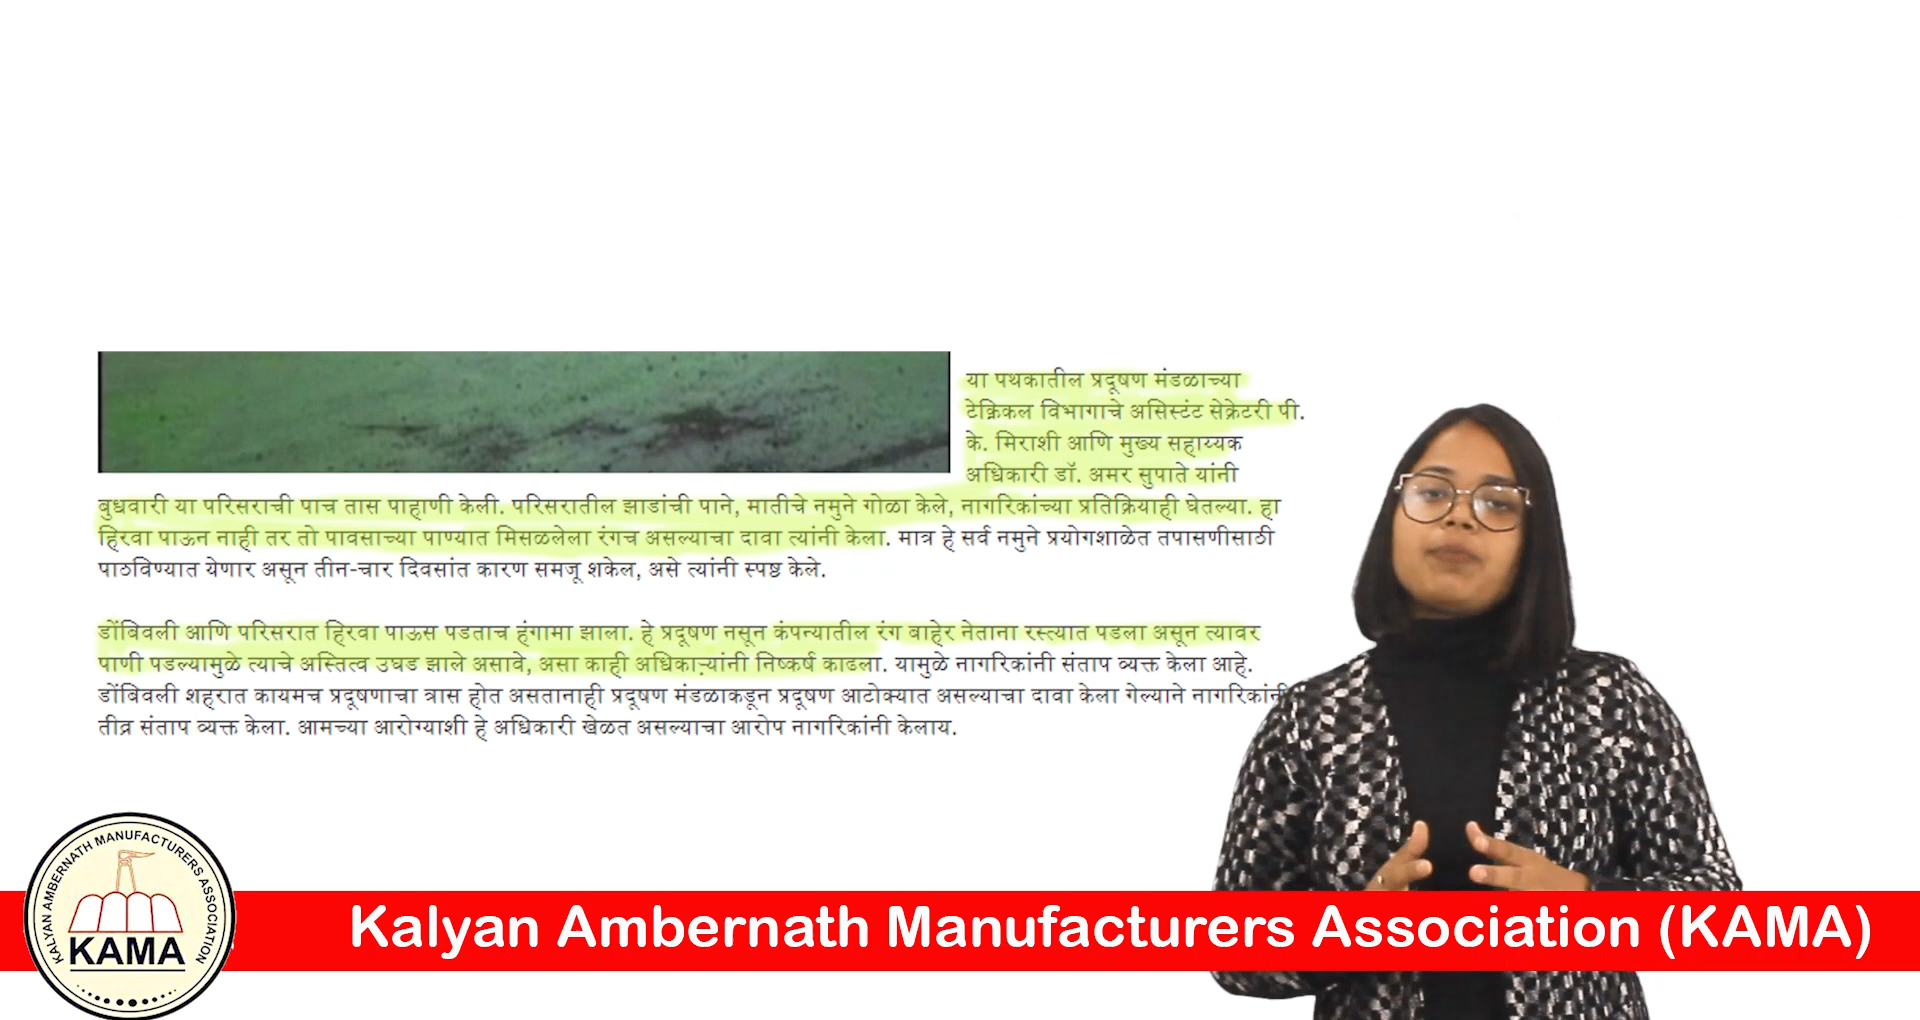 या पथकातील प्रदूषण मंडळाच्या
टेक्निकल विभागाचे असिस्टंट सेक्रेटरी पी.
के. मिराशी आणि मुख्य सहाय्यक
अधिकारी डॉ. अमर सुपाते यांनी
बुधवारी या परिसराची पाच तास पाहाणी केली. परिसरातील झाडांची पाने, मातीचे नमुने गोळा केले, नागरिकांच्या प्रतिक्रियाही घेतल्या. हा
हिरवा पाऊन नाही तर तो पावसाच्या पाण्यात मिसळलेला रंगच असल्याचा दावा त्यांनी केला. मात्र हे सर्व नमुने प्रयोगशाळेत तपासणीसाठी
पाठविण्यात येणार असून तीन-चार दिवसांत कारण समजू शकेल, असे त्यांनी स्पष्ट केले.
डोंबिवली आणि परिसरात हिरवा पाऊस पडताच हंगामा झाला. हे प्रदूषण नसून कंपन्यातील रंग बाहेर नेताना रस्त्यात पडला असून त्यावर
पाणी पडल्यामुळे त्याचे अस्तित्व उघड झाले असावे, असा काही अधिकाऱ्यांनी निष्कर्ष काढला. यामुळे नागरिकांनी संताप व्यक्त केला आहे.
डोंबिवली शहरात कायमच प्रदूषणाचा त्रास होत असतानाही प्रदूषण मंडळाकडून प्रदूषण आटोक्यात असल्याचा दावा केला गेल्याने नागरिकांनी
तीव्र संताप व्यक्त केला. आमच्या आरोग्याशी हे अधिकारी खेळत असल्याचा आरोप नागरिकांनी केलाय.
KALYAN AMBERNATH MANUFACTURERS ASSOCIATION
KAMA
Kalyan Ambernath Manufacturers Association (KAMA)